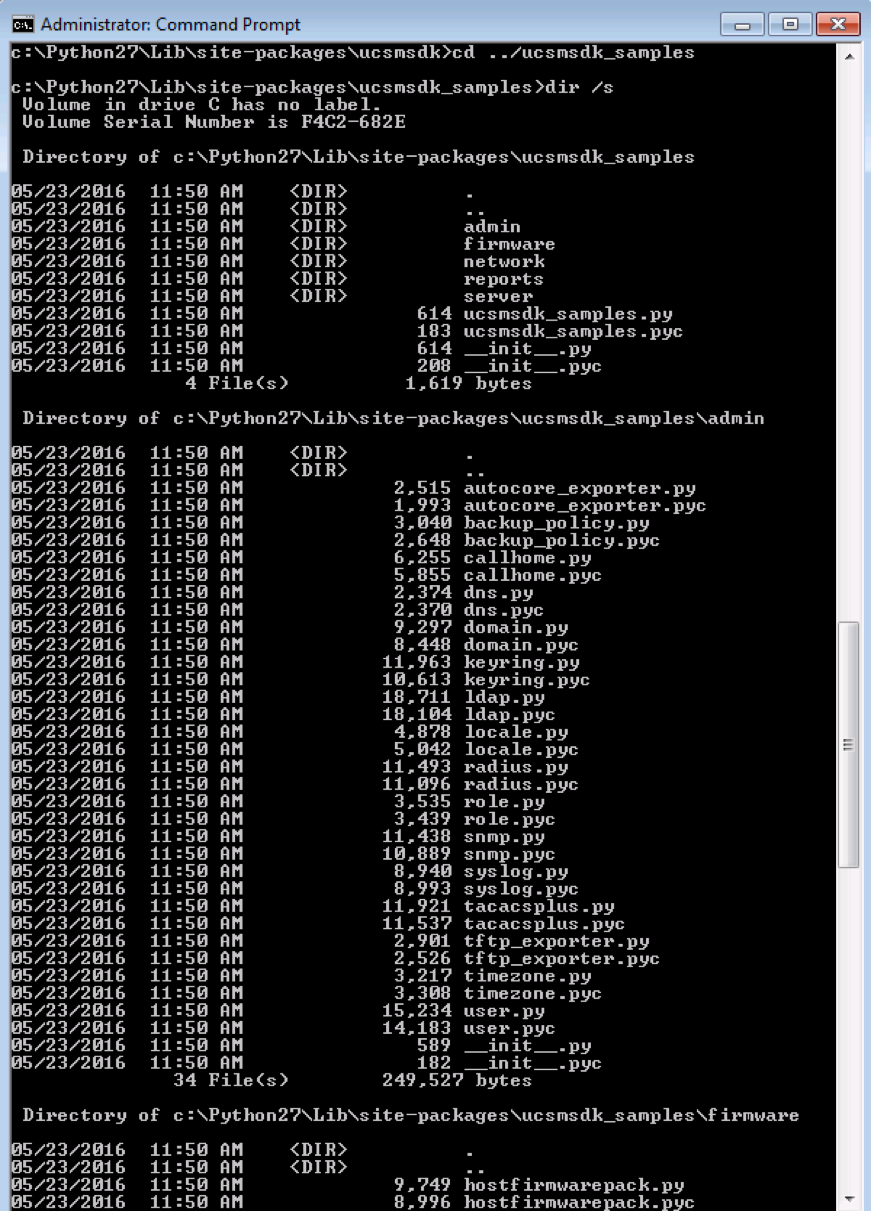 Administrator: Command Prompt
c:\Python27\Lib\site-packages\ucsmsdk>cd ../ucsmsdk_samples
c:\Python27\Lib\site-packages\ucsmsdk_samples>dir /s
 Volume in drive C has no label.
 Volume Serial Number is F4C2-682E
 Directory of c:\Python27\Lib\site-packages\ucsmsdk_samples
05/23/2016  11:50 AM    <DIR>          .
05/23/2016  11:50 AM    <DIR>          ..
05/23/2016  11:50 AM    <DIR>          admin
05/23/2016  11:50 AM    <DIR>          firmware
05/23/2016  11:50 AM    <DIR>          network
05/23/2016  11:50 AM    <DIR>          reports
05/23/2016  11:50 AM    <DIR>          server
05/23/2016  11:50 AM               614 ucsmsdk_samples.py
05/23/2016  11:50 AM               183 ucsmsdk_samples.pyc
05/23/2016  11:50 AM               614 __init__.py
05/23/2016  11:50 AM               208 __init__.pyc
               4 File(s)          1,619 bytes
 Directory of c:\Python27\Lib\site-packages\ucsmsdk_samples\admin
05/23/2016  11:50 AM    <DIR>          .
05/23/2016  11:50 AM    <DIR>          ..
05/23/2016  11:50 AM             2,515 autocore_exporter.py
05/23/2016  11:50 AM             1,993 autocore_exporter.pyc
05/23/2016  11:50 AM             3,040 backup_policy.py
05/23/2016  11:50 AM             2,648 backup_policy.pyc
05/23/2016  11:50 AM             6,255 callhome.py
05/23/2016  11:50 AM             5,855 callhome.pyc
05/23/2016  11:50 AM             2,374 dns.py
05/23/2016  11:50 AM             2,370 dns.pyc
05/23/2016  11:50 AM             9,297 domain.py
05/23/2016  11:50 AM             8,448 domain.pyc
05/23/2016  11:50 AM            11,963 keyring.py
05/23/2016  11:50 AM            10,613 keyring.pyc
05/23/2016  11:50 AM            18,711 ldap.py
05/23/2016  11:50 AM            18,104 ldap.pyc
05/23/2016  11:50 AM             4,878 locale.py
05/23/2016  11:50 AM             5,042 locale.pyc
05/23/2016  11:50 AM            11,493 radius.py
05/23/2016  11:50 AM            11,096 radius.pyc
05/23/2016  11:50 AM             3,535 role.py
05/23/2016  11:50 AM             3,439 role.pyc
05/23/2016  11:50 AM            11,438 snmp.py
05/23/2016  11:50 AM            10,889 snmp.pyc
05/23/2016  11:50 AM             8,940 syslog.py
05/23/2016  11:50 AM             8,993 syslog.pyc
05/23/2016  11:50 AM            11,921 tacacsplus.py
05/23/2016  11:50 AM            11,537 tacacsplus.pyc
05/23/2016  11:50 AM             2,901 tftp_exporter.py
05/23/2016  11:50 AM             2,526 tftp_exporter.pyc
05/23/2016  11:50 AM             3,217 timezone.py
05/23/2016  11:50 AM             3,308 timezone.pyc
05/23/2016  11:50 AM            15,234 user.py
05/23/2016  11:50 AM            14,183 user.pyc
05/23/2016  11:50 AM               589 __init__.py
05/23/2016  11:50 AM               182 __init__.pyc
              34 File(s)        249,527 bytes
 Directory of c:\Python27\Lib\site-packages\ucsmsdk_samples\firmware
05/23/2016  11:50 AM    <DIR>          .
05/23/2016  11:50 AM    <DIR>          ..
05/23/2016  11:50 AM             9,749 hostfirmwarepack.py
05/23/2016  11:50 AM             8,996 hostfirmwarepack.pyc